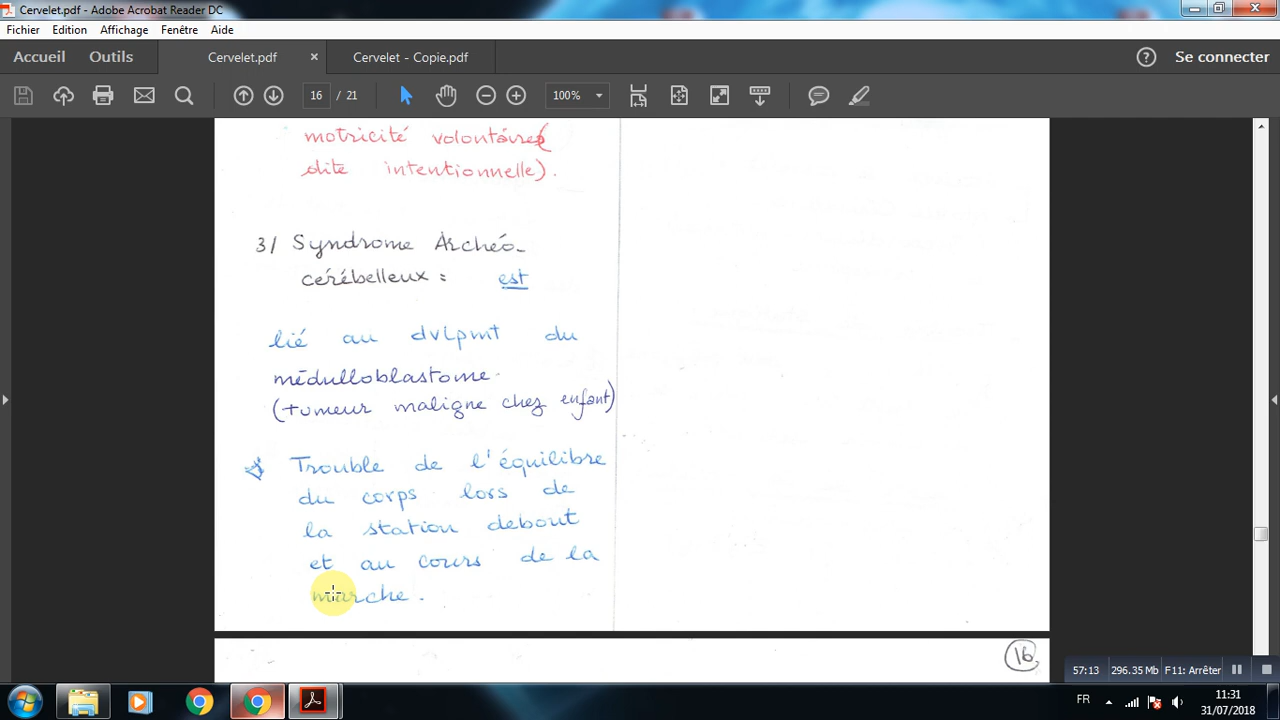 Cervelet.pdf - Adobe Acrobat Reader DC
Fichier Edition Affichage Fenêtre Aide
Accueil Outils Cervelet.pdf × Cervelet - Copie.pdf Se connecter
16 / 21 100%
motricité volontaire (
dite intentionnelle).
3/ Syndrome Archéo-
cérébelleux : est
lié au dvlpmt du
médulloblastome.
(tumeur maligne chez enfant)
Trouble de l'équilibre
du corps lors de
la station debout
et au cours de la
marche.
16
57:13 296.35 Mb F11: Arrêter
FR 11:31
31/07/2018